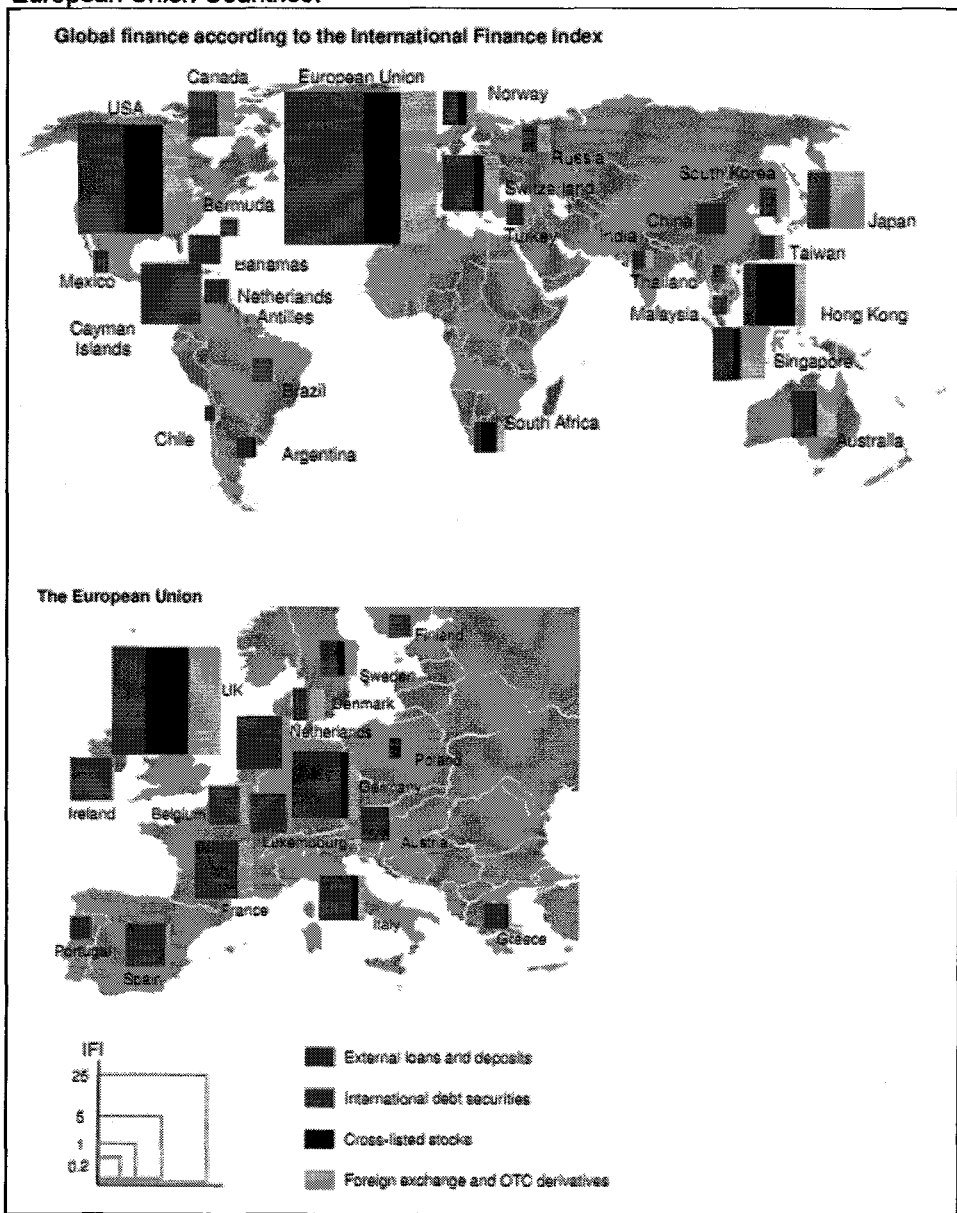 European Union Countries.
Global finance according to the International Finance Index
Canada
European Union
Norway
USA
Russia
South Korea
Switzerland
Bermuda
China
Japan
Turkey
India
Taiwan
Mexico
Banamas
Thailand
Netherlands
Antilles
Malaysia
Hong Kong
Cayman
Islands
Singapore
Brazil
South Africa
Chile
Argentina
Australia
The European Union
Finland
Sweden
UK
Denmark
Netherlands
Poland
Germany
Ireland
Belgium
Luxembourg
Austria
France
Italy
Greece
Portugal
Spain
IFI
25
5
1
0.2
External loans and deposits
International debt securities
Cross-listed stocks
Foreign exchange and OTC derivatives